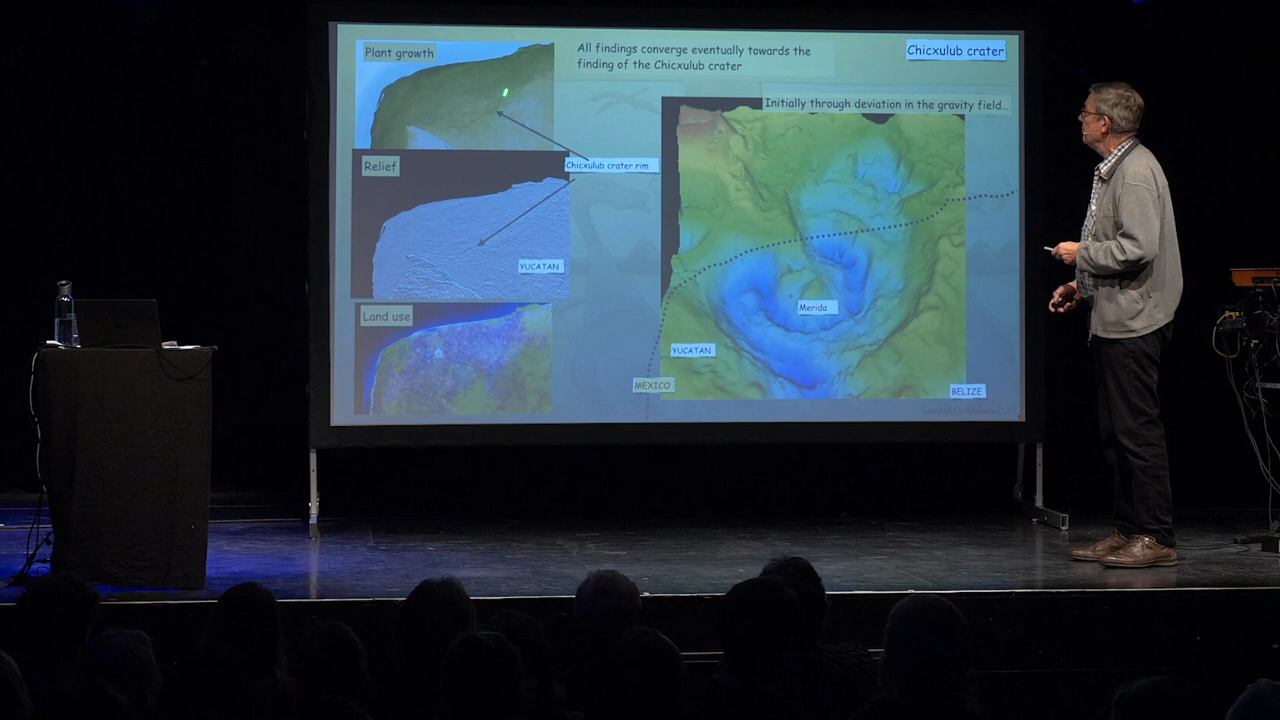 Plant growth
All findings converge eventually towards the
finding of the Chicxulub crater
Chicxulub crater
Initially through deviation in the gravity field…
Relief
Chicxulub crater rim
YUCATAN
Land use
Merida
YUCATAN
MEXICO
BELIZE